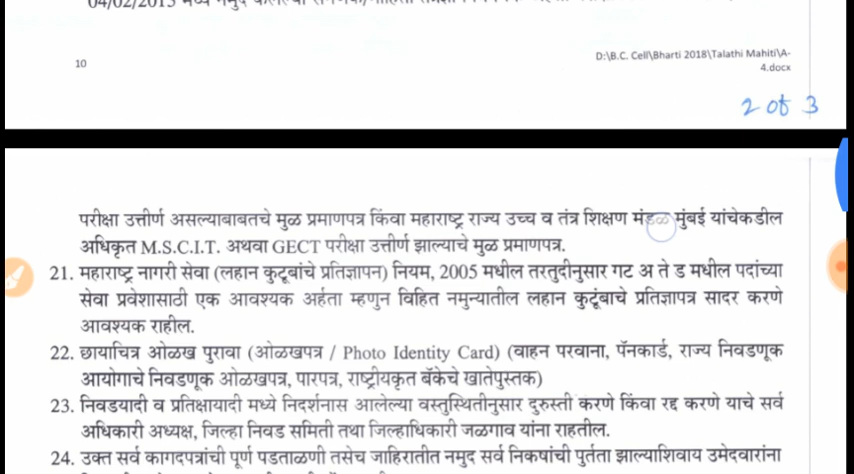 04/02/2013 मध्ये नमुद केलेल्या
10
D:\B.C. Cell\Bharti 2018\Talathi Mahiti\A-
4.docx
2 of 3
परीक्षा उत्तीर्ण असल्याबाबतचे मुळ प्रमाणपत्र किंवा महाराष्ट्र राज्य उच्च व तंत्र शिक्षण मंडळ मुंबई यांचेकडील
अधिकृत M.S.C.I.T. अथवा GECT परीक्षा उत्तीर्ण झाल्याचे मुळ प्रमाणपत्र.
21. महाराष्ट्र नागरी सेवा (लहान कुटूबांचे प्रतिज्ञापन) नियम, 2005 मधील तरतुदीनुसार गट अ ते ड मधील पदांच्या
सेवा प्रवेशासाठी एक आवश्यक अर्हता म्हणुन विहित नमुन्यातील लहान कुटूंबाचे प्रतिज्ञापत्र सादर करणे
आवश्यक राहील.
22. छायाचित्र ओळख पुरावा (ओळखपत्र / Photo Identity Card) (वाहन परवाना, पॅनकार्ड, राज्य निवडणूक
आयोगाचे निवडणूक ओळखपत्र, पारपत्र, राष्ट्रीयकृत बॅकेचे खातेपुस्तक)
23. निवडयादी व प्रतिक्षायादी मध्ये निदर्शनास आलेल्या वस्तुस्थितीनुसार दुरुस्ती करणे किंवा रद्द करणे याचे सर्व
अधिकारी अध्यक्ष, जिल्हा निवड समिती तथा जिल्हाधिकारी जळगाव यांना राहतील.
24. उक्त सर्व कागदपत्रांची पूर्ण पडताळणी तसेच जाहिरातीत नमुद सर्व निकषांची पुर्तता झाल्याशिवाय उमेदवारांना